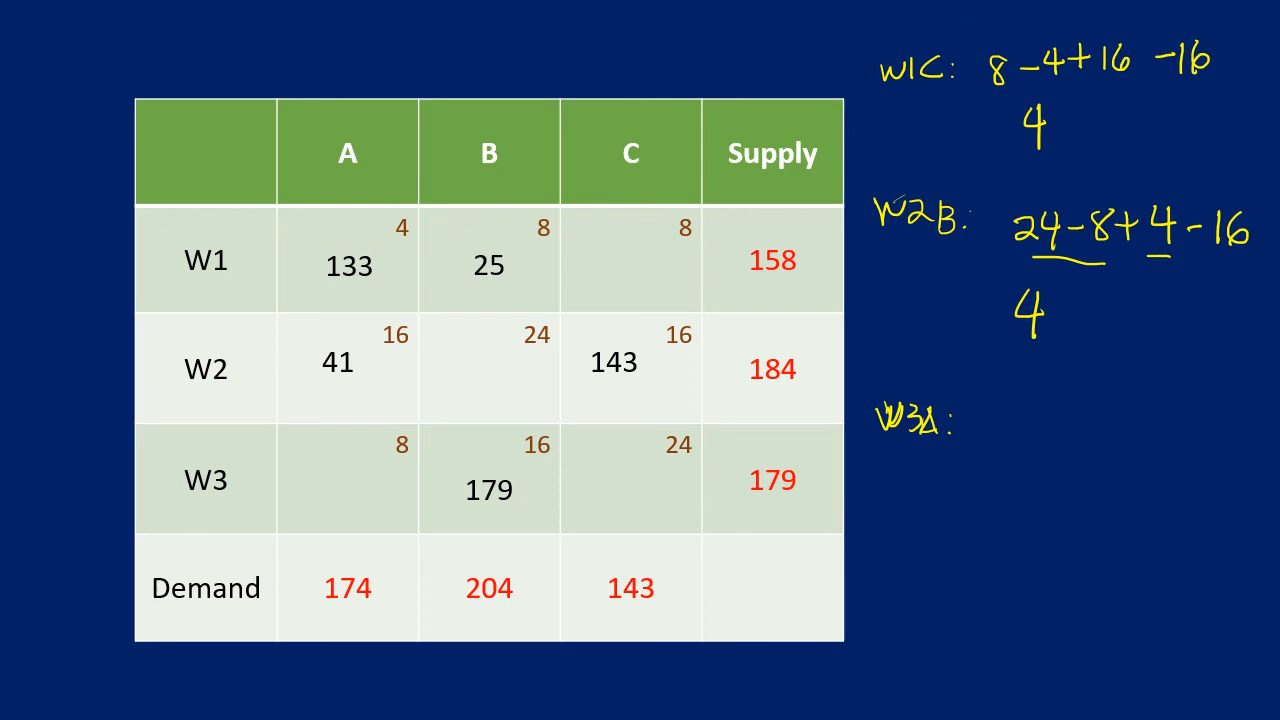 A B C Supply
W1 4 133 8 25 8 158
W2 16 41 24 16 143 184
W3 8 16 179 24 179
Demand 174 204 143
W1C: 8 - 4 + 16 - 16
4
W2B: 24 - 8 + 4 - 16
4
W3A: